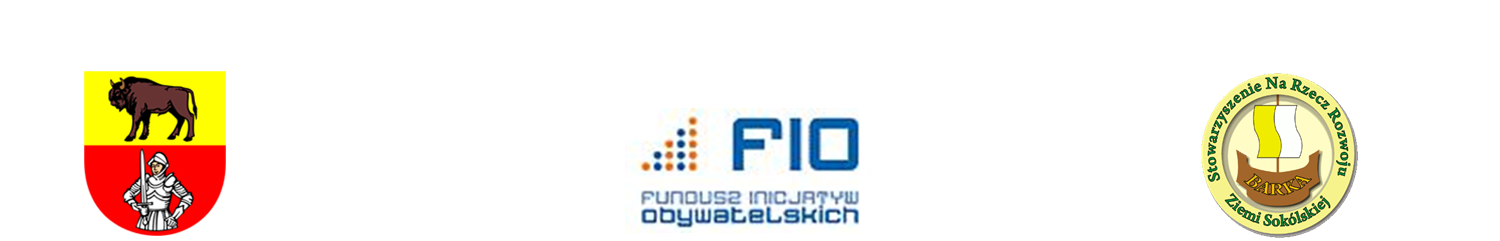 FIO
FUNDUSZ INICJATYW
obywatelskich
Stowarzyszenie Na Rzecz Rozwoju
BARKA
Ziemi Sokólskiej